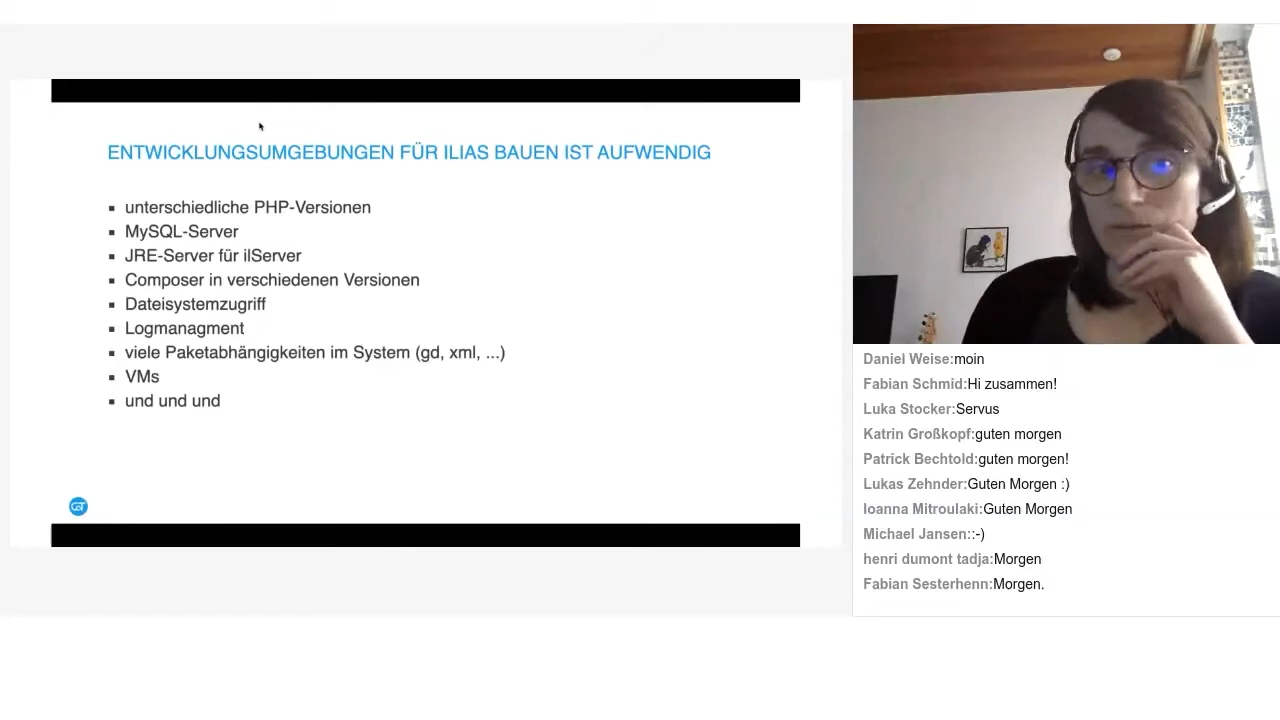 ENTWICKLUNGSUMGEBUNGEN FÜR ILIAS BAUEN IST AUFWENDIG
▪ unterschiedliche PHP-Versionen
▪ MySQL-Server
▪ JRE-Server für ilServer
▪ Composer in verschiedenen Versionen
▪ Dateisystemzugriff
▪ Logmanagment
▪ viele Paketabhängigkeiten im System (gd, xml, ...)
▪ VMs
▪ und und und
Daniel Weise:moin
Fabian Schmid:Hi zusammen!
Luka Stocker:Servus
Katrin Großkopf:guten morgen
Patrick Bechtold:guten morgen!
Lukas Zehnder:Guten Morgen :)
Ioanna Mitroulaki:Guten Morgen
Michael Jansen::-)
henri dumont tadja:Morgen
Fabian Sesterhenn:Morgen.